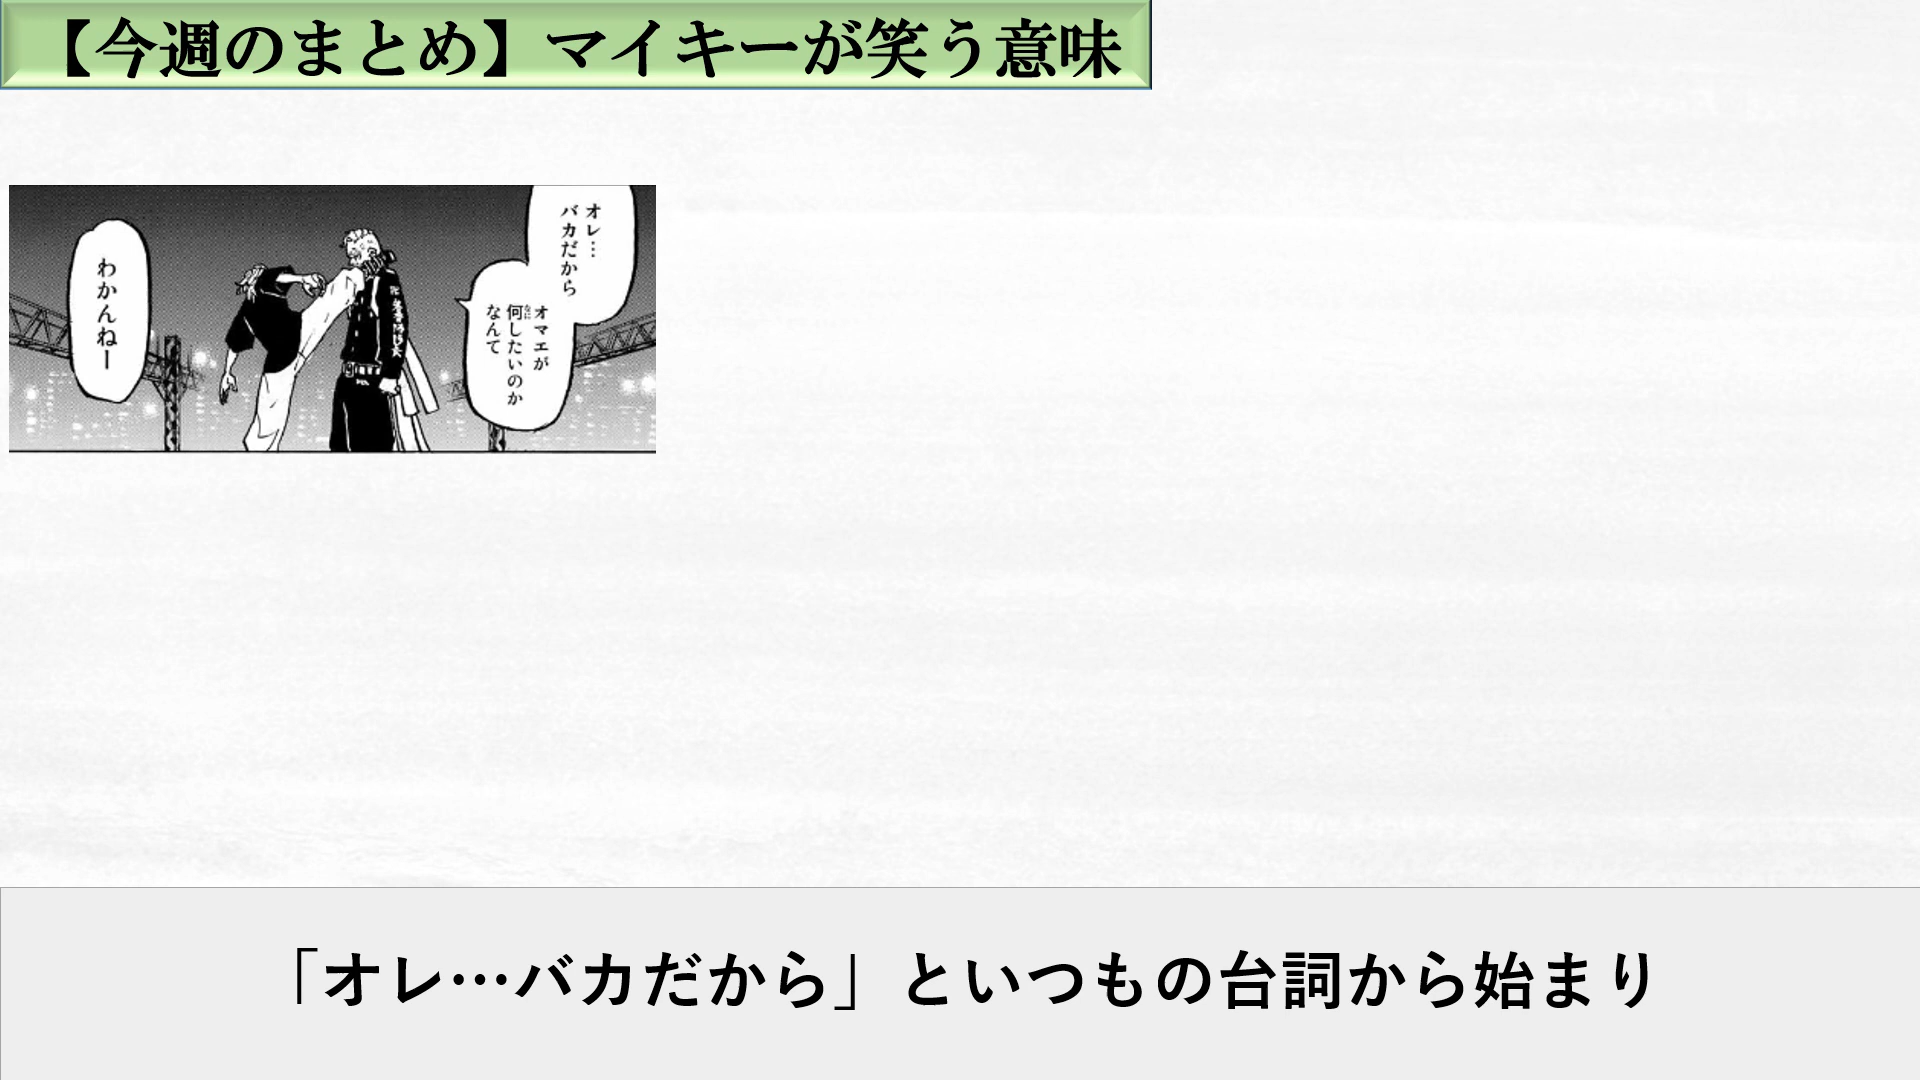 【今週のまとめ】マイキーが笑う意味
オレ…
バカだから
オマエが
何したいのか
なんて
わかんねー
「オレ…バカだから」といつもの台詞から始まり